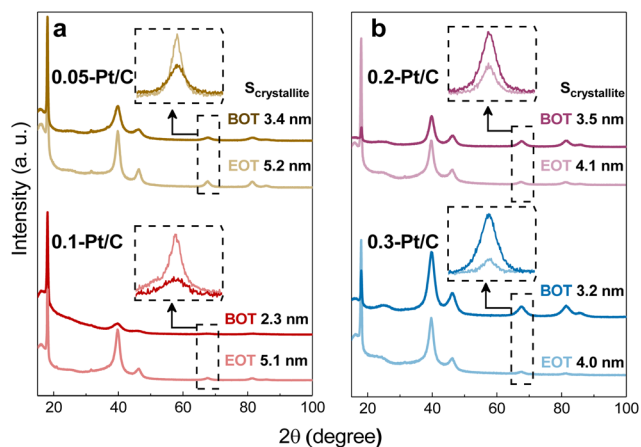 a
0.05-Pt/C
S_crystallite
BOT 3.4 nm
EOT 5.2 nm
0.1-Pt/C
BOT 2.3 nm
EOT 5.1 nm
20 40 60 80 100
b
0.2-Pt/C
S_crystallite
BOT 3.5 nm
EOT 4.1 nm
0.3-Pt/C
BOT 3.2 nm
EOT 4.0 nm
20 40 60 80 100
Intensity (a. u.)
2θ (degree)